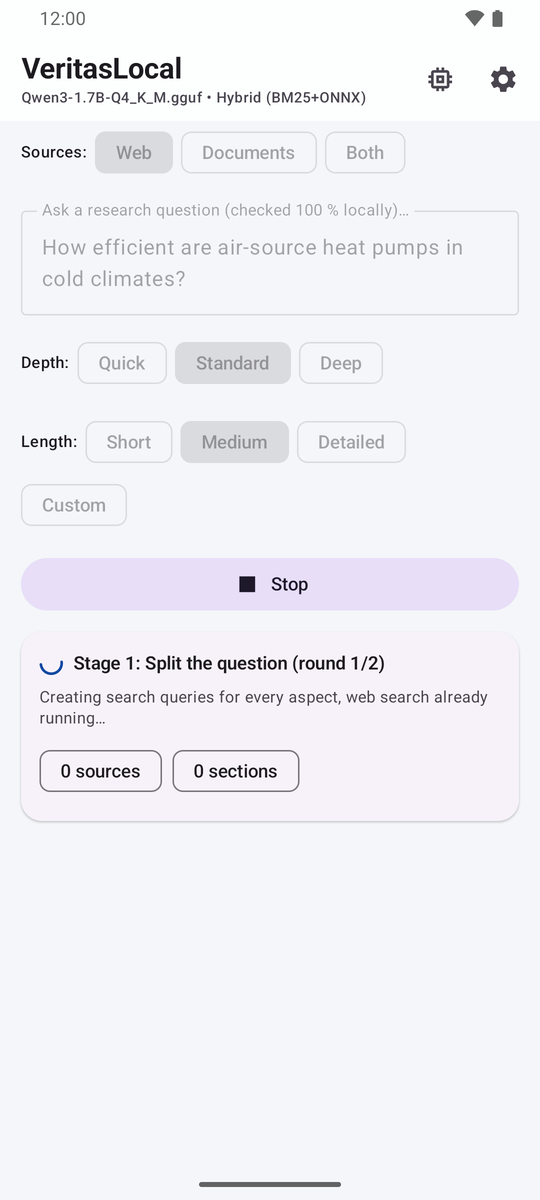 12:00
VeritasLocal
Qwen3-1.7B-Q4_K_M.gguf • Hybrid (BM25+ONNX)
Sources: Web Documents Both
Ask a research question (checked 100 % locally)…
How efficient are air-source heat pumps in
cold climates?
Depth: Quick Standard Deep
Length: Short Medium Detailed
Custom
Stop
Stage 1: Split the question (round 1/2)
Creating search queries for every aspect, web search already
running…
0 sources 0 sections